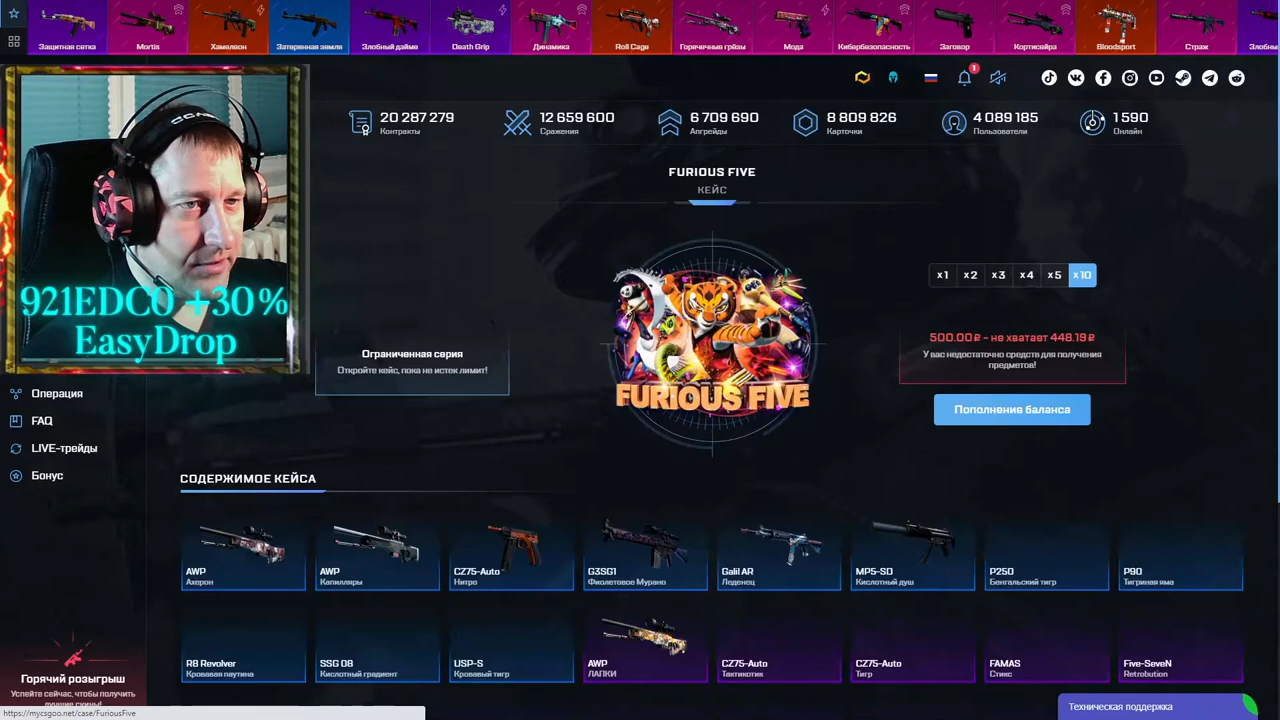 Защитная сетка
Mortis
Хамелеон
Затерянная земля
Злобный дайме
Death Grip
Динамика
Roll Cage
Горячечные грёзы
Мода
Кибербезопасность
Заговор
Кортисейра
Bloodsport
Страж
Злобнь
1
20 287 279
Контракты
12 659 600
Сражения
6 709 690
Апгрейды
8 809 826
Карточки
4 089 185
Пользователи
1 590
Онлайн
FURIOUS FIVE
КЕЙС
x1 x2 x3 x4 x5 x10
921EDCO +30%
EasyDrop
Ограниченная серия
Откройте кейс, пока не истек лимит!
FURIOUS FIVE
500.00₽ - не хватает 448.19₽
У вас недостаточно средств для получения
предметов!
Пополнение баланса
Операция
FAQ
LIVE-трейды
Бонус
СОДЕРЖИМОЕ КЕЙСА
AWP
Ахерон
AWP
Капилляры
CZ75-Auto
Нитро
G3SG1
Фиолетовое Мурано
Galil AR
Леденец
MP5-SD
Кислотный душ
P250
Бенгальский тигр
P90
Тигриная яма
R8 Revolver
Кровавая паутина
SSG 08
Кислотный градиент
USP-S
Кровавый тигр
AWP
ЛАПКИ
CZ75-Auto
Тактикотик
CZ75-Auto
Тигр
FAMAS
Стикс
Five-SeveN
Retrobution
Горячий розыгрыш
Успейте сейчас, чтобы получить
лучшие скины!
https://mycsgoo.net/case/FuriousFive
Техническая поддержка